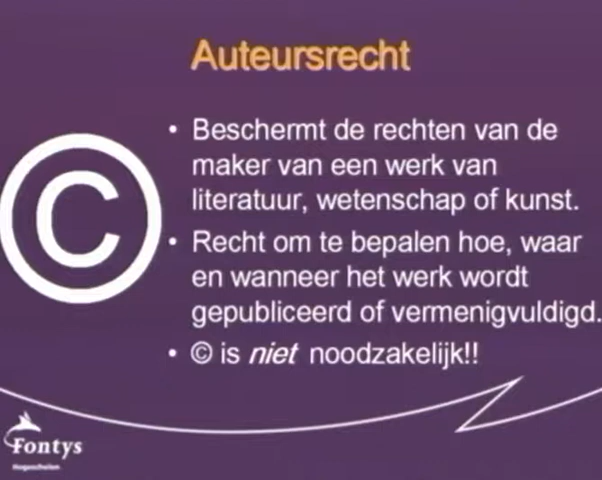 Auteursrecht
• Beschermt de rechten van de
maker van een werk van
literatuur, wetenschap of kunst.
• Recht om te bepalen hoe, waar
en wanneer het werk wordt
gepubliceerd of vermenigvuldigd.
• © is niet noodzakelijk!!
©
Fontys
Hogescholen